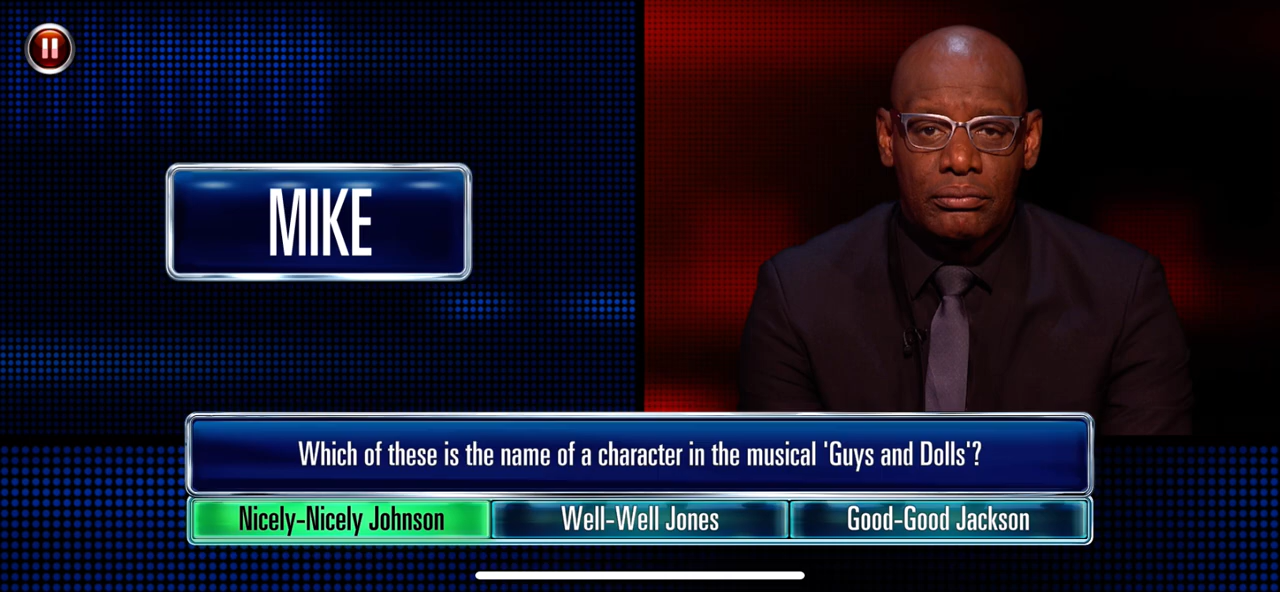 MIKE
Which of these is the name of a character in the musical 'Guys and Dolls'?
Nicely-Nicely Johnson
Well-Well Jones
Good-Good Jackson